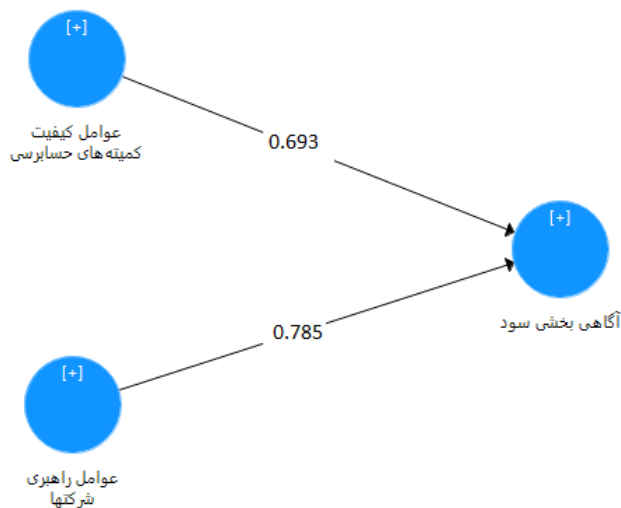 [+]
عوامل کیفیت
کمیته های حسابرسی
0.693
[+]
آگاهی بخشی سود
0.785
[+]
عوامل راهبری
شرکتها